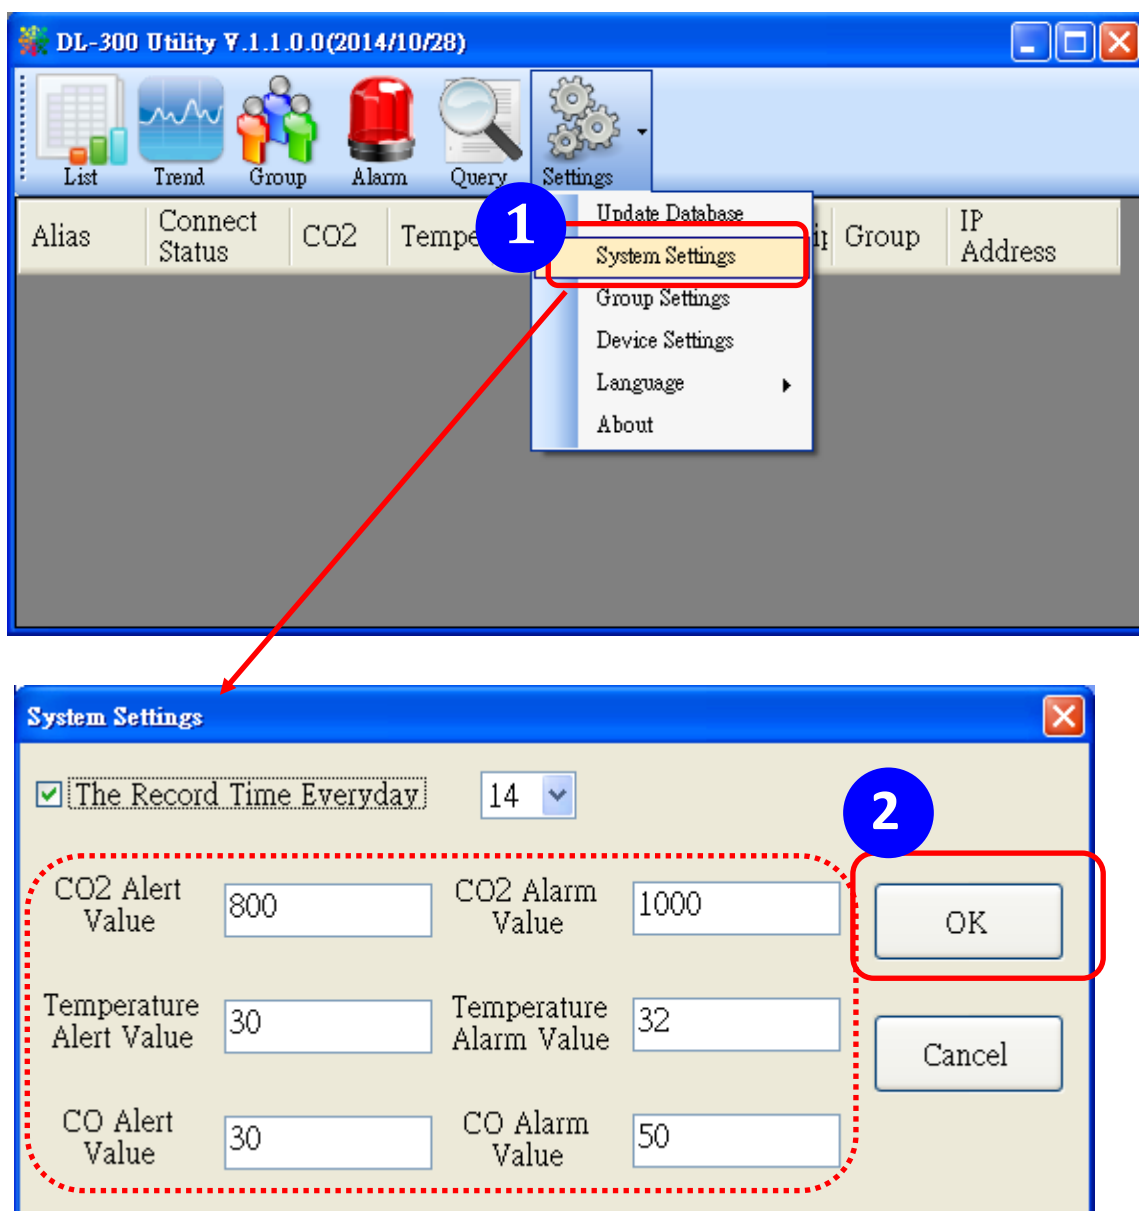 DL-300 Utility V.1.1.0.0(2014/10/28)
List Trend Group Alarm Query Settings
Alias
Connect
Status
CO2
Tempe
Group
IP
Address
1
Update Database
System Settings
Group Settings
Device Settings
Language
About
System Settings
The Record Time Everyday 14
2
CO2 Alert
Value
800
CO2 Alarm
Value
1000
OK
Temperature
Alert Value
30
Temperature
Alarm Value
32
Cancel
CO Alert
Value
30
CO Alarm
Value
50